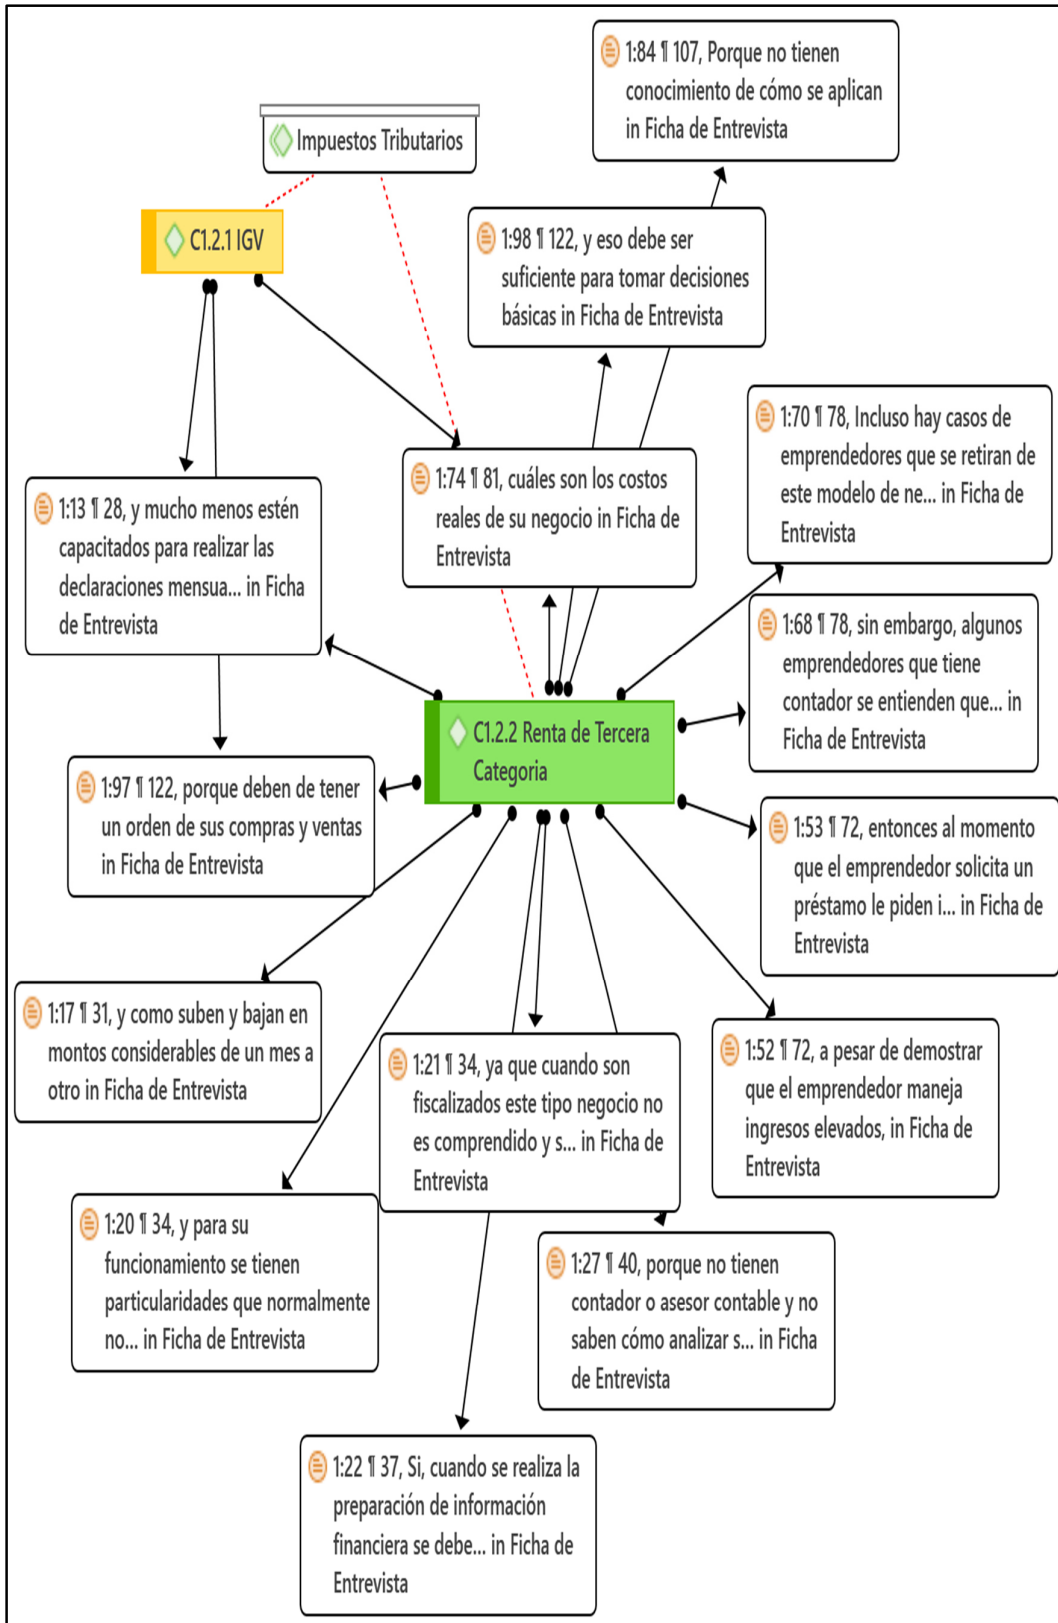 1:84 ¶ 107, Porque no tienen
conocimiento de cómo se aplican
in Ficha de Entrevista
Impuestos Tributarios
C1.2.1 IGV
1:98 ¶ 122, y eso debe ser
suficiente para tomar decisiones
básicas in Ficha de Entrevista
1:70 ¶ 78, Incluso hay casos de
emprendedores que se retiran de
este modelo de ne... in Ficha de
Entrevista
1:74 ¶ 81, cuáles son los costos
reales de su negocio in Ficha de
Entrevista
1:13 ¶ 28, y mucho menos estén
capacitados para realizar las
declaraciones mensua... in Ficha
de Entrevista
1:68 ¶ 78, sin embargo, algunos
emprendedores que tiene
contador se entienden que... in
Ficha de Entrevista
C1.2.2 Renta de Tercera
Categoria
1:97 ¶ 122, porque deben de tener
un orden de sus compras y ventas
in Ficha de Entrevista
1:53 ¶ 72, entonces al momento
que el emprendedor solicita un
préstamo le piden i... in Ficha de
Entrevista
1:17 ¶ 31, y como suben y bajan en
montos considerables de un mes a
otro in Ficha de Entrevista
1:21 ¶ 34, ya que cuando son
fiscalizados este tipo negocio no
es comprendido y s... in Ficha de
Entrevista
1:52 ¶ 72, a pesar de demostrar
que el emprendedor maneja
ingresos elevados, in Ficha de
Entrevista
1:20 ¶ 34, y para su
funcionamiento se tienen
particularidades que normalmente
no... in Ficha de Entrevista
1:27 ¶ 40, porque no tienen
contador o asesor contable y no
saben cómo analizar s... in Ficha
de Entrevista
1:22 ¶ 37, Si, cuando se realiza la
preparación de información
financiera se debe... in Ficha de
Entrevista